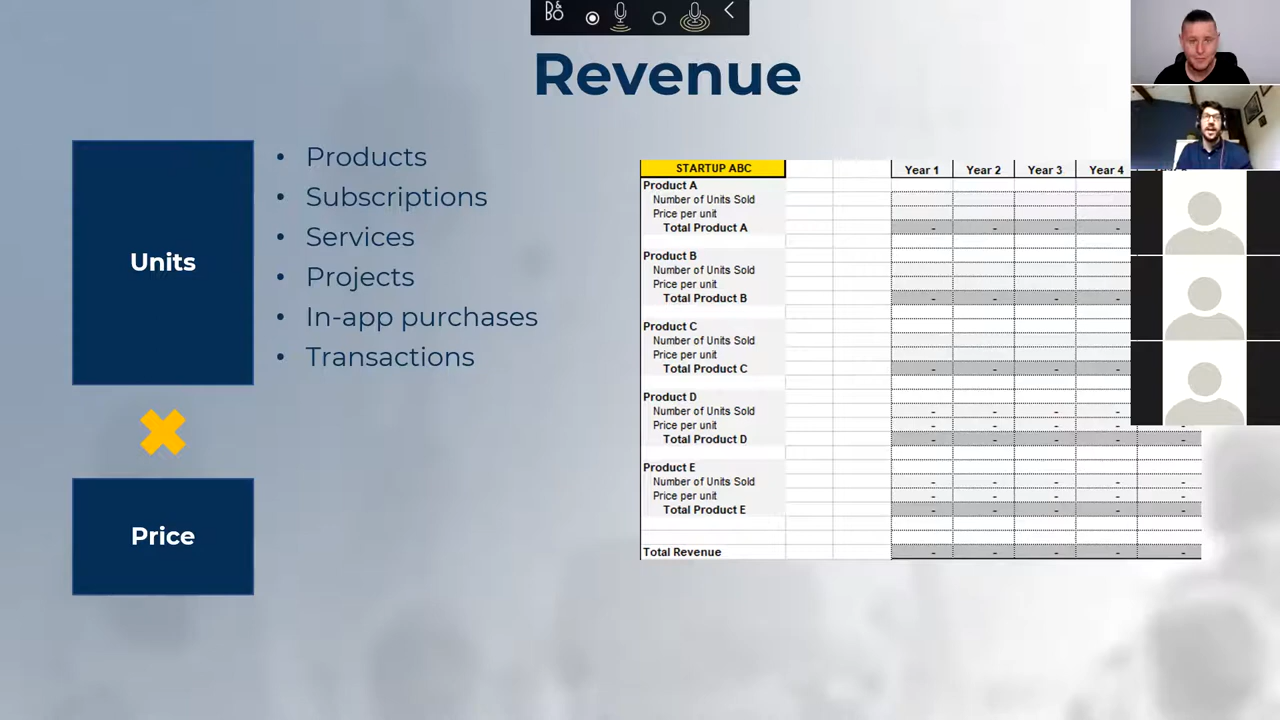 B&O
Revenue
Units
• Products
• Subscriptions
• Services
• Projects
• In-app purchases
• Transactions
Price
STARTUP ABC Year 1 Year 2 Year 3 Year 4
Product A
Number of Units Sold
Price per unit
Total Product A - - - -
Product B
Number of Units Sold
Price per unit
Total Product B - - - -
Product C
Number of Units Sold
Price per unit
Total Product C - - - -
Product D
Number of Units Sold - - - -
Price per unit - - - - -
Total Product D - - - - -
Product E
Number of Units Sold - - - - -
Price per unit - - - - -
Total Product E - - - - -
Total Revenue - - - - -